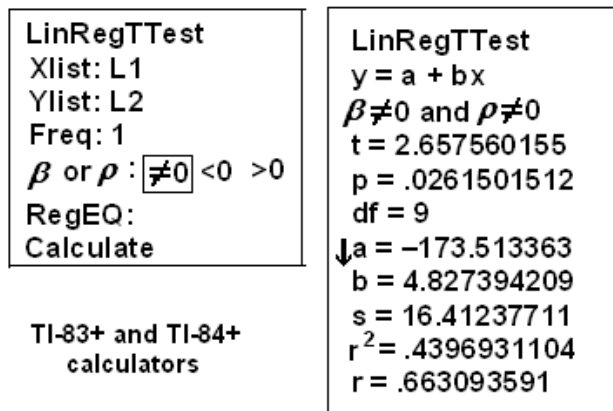 LinRegTTest
Xlist: L1
Ylist: L2
Freq: 1
β or ρ : ≠0 <0 >0
RegEQ:
Calculate
TI-83+ and TI-84+
calculators
LinRegTTest
y = a + bx
β≠0 and ρ≠0
t = 2.657560155
p = .0261501512
df = 9
↓a = –173.513363
b = 4.827394209
s = 16.41237711
r² = .4396931104
r = .663093591